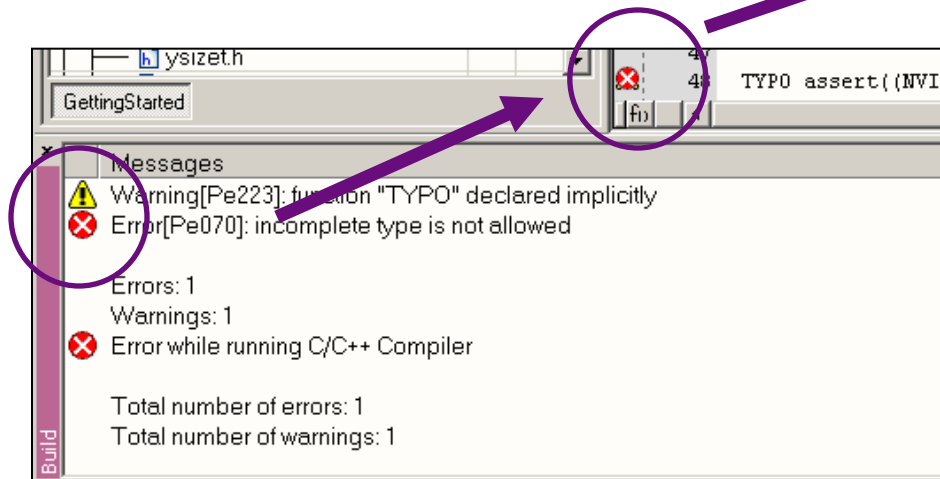 ysizet.h
47
48 TYPO assert((NVI
GettingStarted
Messages
Warning[Pe223]: function "TYPO" declared implicitly
Error[Pe070]: incomplete type is not allowed
Errors: 1
Warnings: 1
Error while running C/C++ Compiler
Total number of errors: 1
Total number of warnings: 1
Build